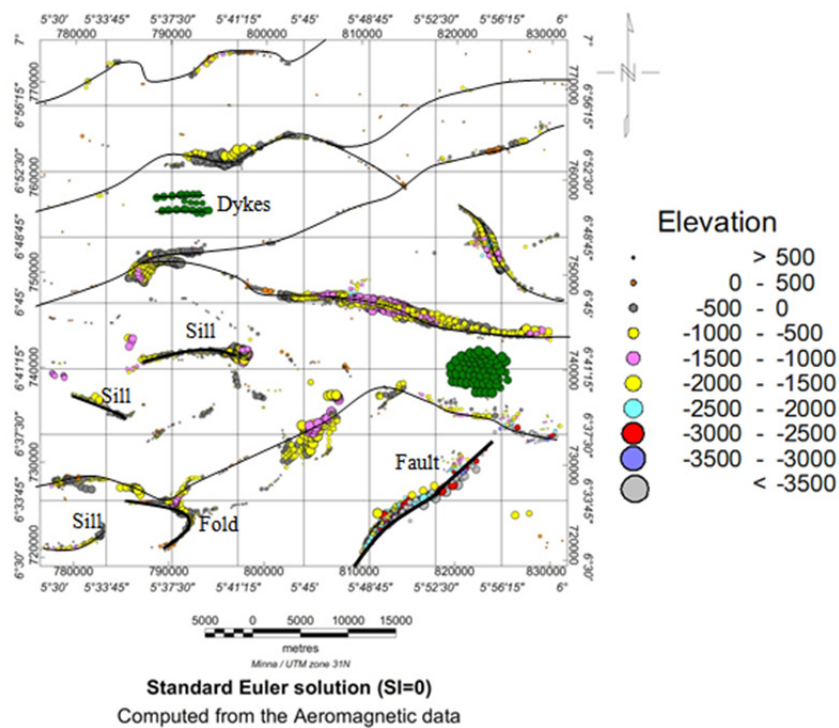 5°30' 5°33'45" 5°37'30" 5°41'15" 5°45' 5°48'45" 5°52'30" 5°56'15" 6°
780000 790000 800000 810000 820000 830000
7° 7°
770000 770000
6°56'15" 6°56'15"
N
6°52'30" 6°52'30"
760000 760000
Dykes
6°48'45" 6°48'45"
750000 750000
6°45' 6°45'
Sill
6°41'15" 6°41'15"
740000 740000
Sill
6°37'30" 6°37'30"
730000 730000
Fault
6°33'45" 6°33'45"
Sill Fold
720000 720000
6°30' 6°30'
780000 790000 800000 810000 820000 830000
5°30' 5°33'45" 5°37'30" 5°41'15" 5°45' 5°48'45" 5°52'30" 5°56'15" 6°
Elevation
> 500
0 - 500
-500 - 0
-1000 - -500
-1500 - -1000
-2000 - -1500
-2500 - -2000
-3000 - -2500
-3500 - -3000
< -3500
5000 0 5000 10000 15000
metres
Minna / UTM zone 31N
Standard Euler solution (SI=0)
Computed from the Aeromagnetic data